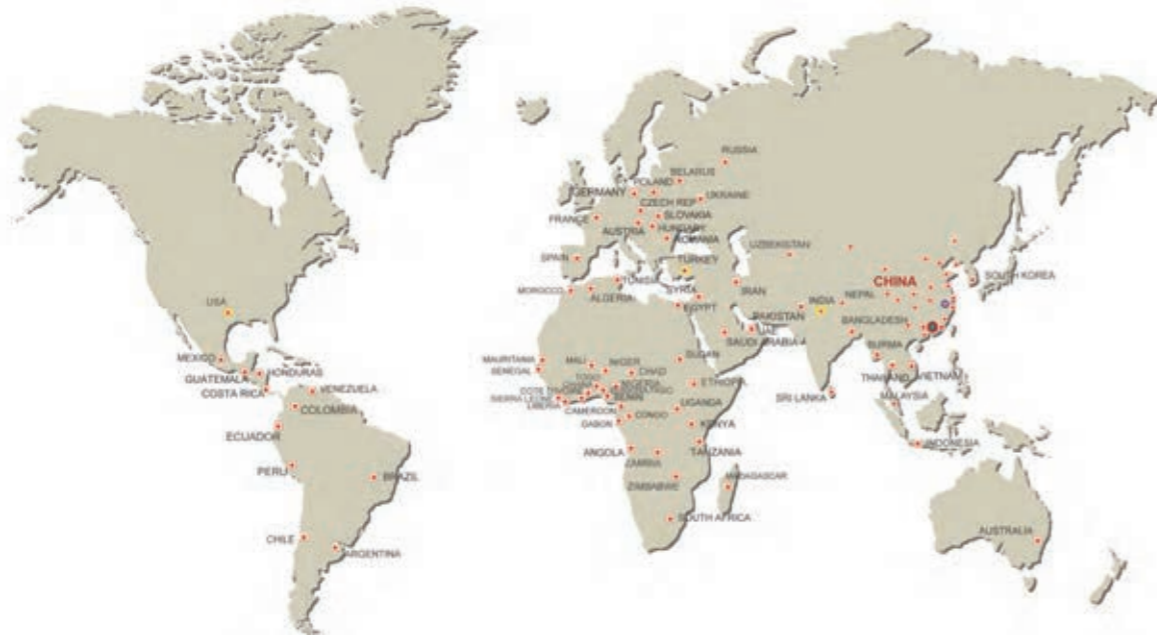 RUSSIA
BELARUS
POLAND
GERMANY
UKRAINE
CZECH REP
FRANCE
SLOVAKIA
AUSTRIA
HUNGARY
ROMANIA
UZBEKISTAN
SPAIN
TURKEY
CHINA
SOUTH KOREA
TUNISIA
MOROCCO
ALGERIA
SYRIA
IRAN
EGYPT
INDIA
NEPAL
USA
PAKISTAN
UAE
BANGLADESH
SAUDI ARABIA
BURMA
MEXICO
MAURITANIA
MALI
SUDAN
HONDURAS
GUATEMALA
SENEGAL
NIGER
CHAD
THAILAND
VIETNAM
COSTA RICA
VENEZUELA
TOGO
GHANA
NIGERIA
ETHIOPIA
COTE D'IVOIRE
SIERRA LEONE
BENIN
SRI LANKA
MALAYSIA
COLOMBIA
LIBERIA
CAMEROON
UGANDA
ECUADOR
GABON
CONGO
KENYA
INDONESIA
ANGOLA
TANZANIA
PERU
BRAZIL
ZAMBIA
ZIMBABWE
MADAGASCAR
SOUTH AFRICA
AUSTRALIA
CHILE
ARGENTINA